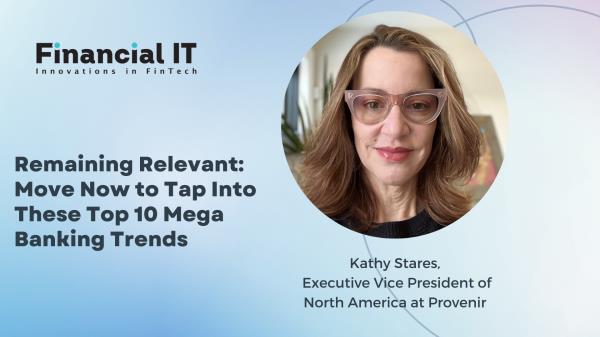 Financial IT
Innovations in FinTech
Remaining Relevant:
Move Now to Tap Into
These Top 10 Mega
Banking Trends
Kathy Stares,
Executive Vice President of
North America at Provenir